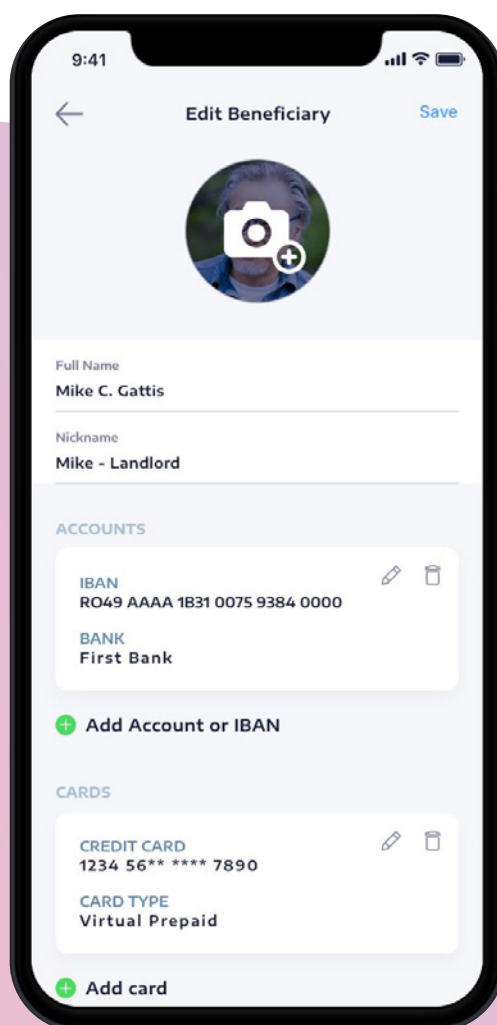 9:41
Edit Beneficiary
Save
Full Name
Mike C. Gattis
Nickname
Mike - Landlord
ACCOUNTS
IBAN
RO49 AAAA 1B31 0075 9384 0000
BANK
First Bank
Add Account or IBAN
CARDS
CREDIT CARD
1234 56** **** 7890
CARD TYPE
Virtual Prepaid
Add card